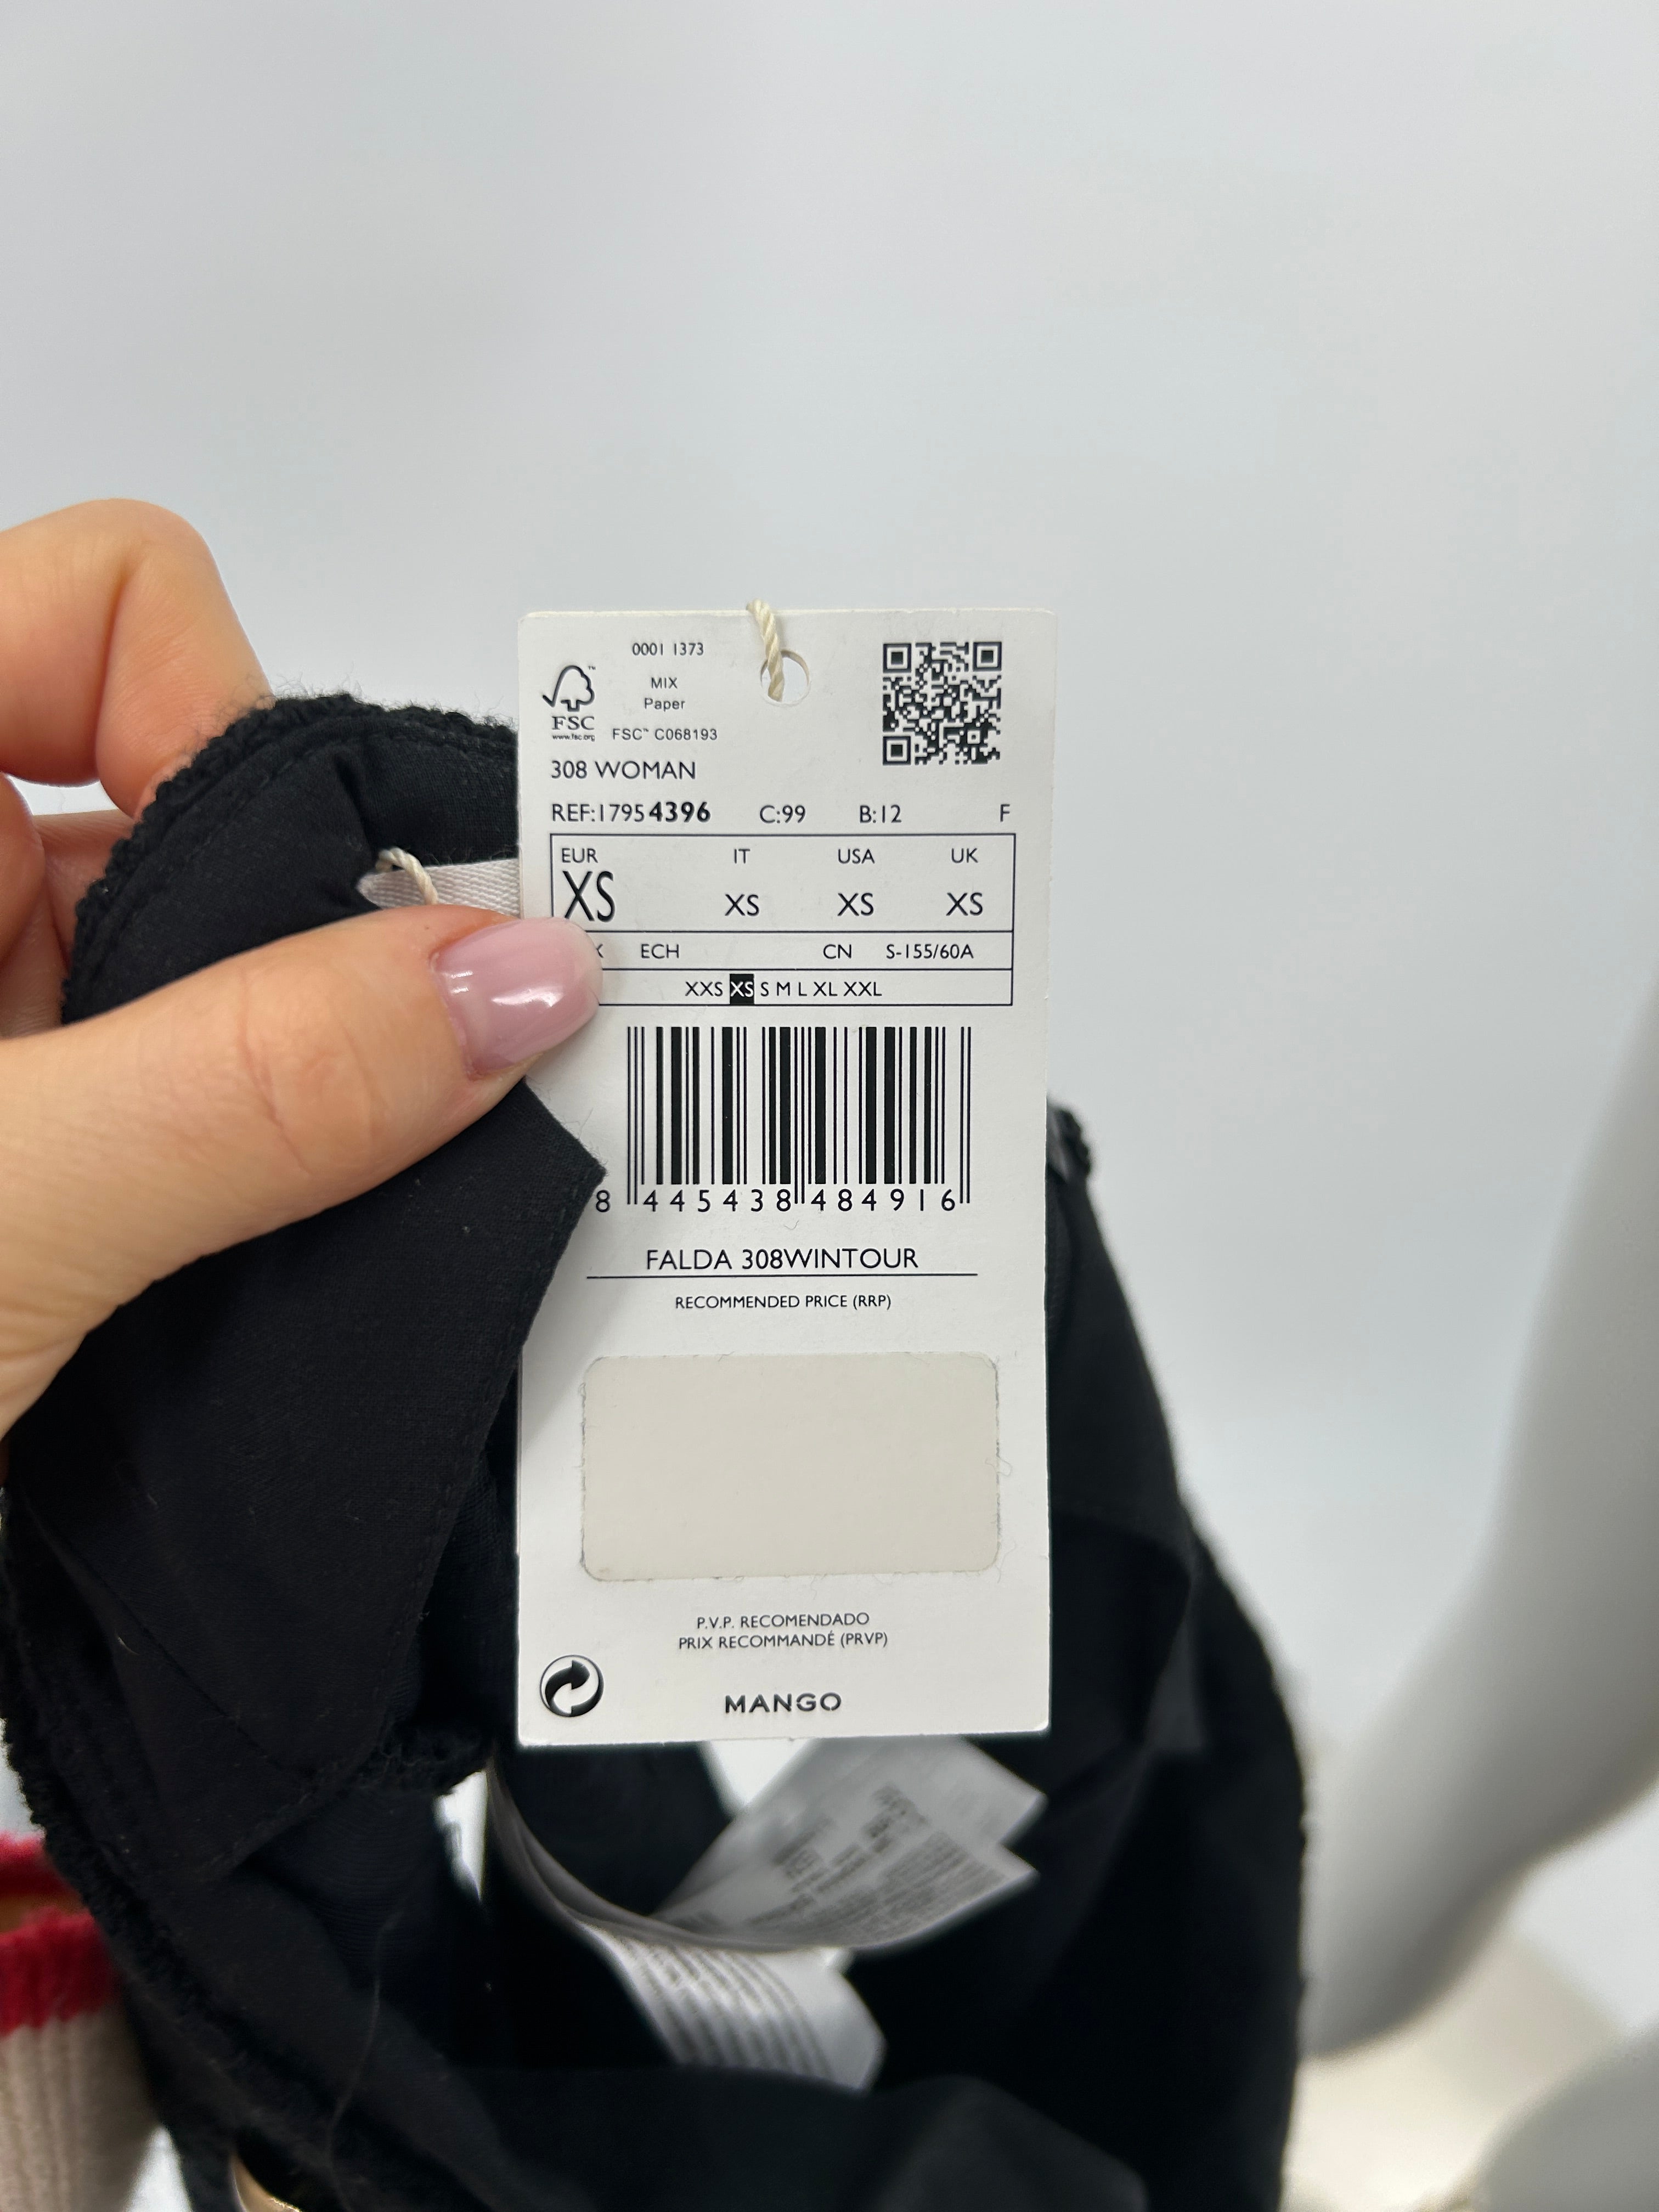 0001 1373
MIX
Paper
FSC
www.fsc.org
FSC™ C068193
308 WOMAN
REF:17954396 C:99 B:12 F
EUR IT USA UK
XS XS XS XS
ECH CN S-155/60A
XXS XS S M L XL XXL
8 445438 484916
FALDA 308WINTOUR
RECOMMENDED PRICE (RRP)
P.V.P. RECOMENDADO
PRIX RECOMMANDÉ (PRVP)
MANGO